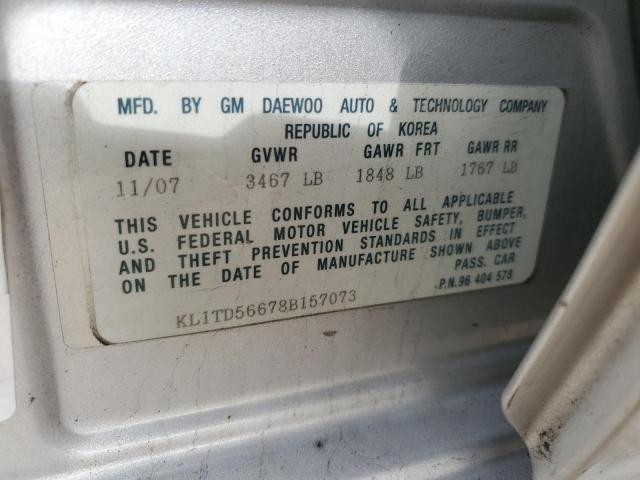 MFD. BY GM DAEWOO AUTO & TECHNOLOGY COMPANY
REPUBLIC OF KOREA
DATE GVWR GAWR FRT GAWR RR
11/07 3467 LB 1848 LB 1767 LB
THIS VEHICLE CONFORMS TO ALL APPLICABLE
U.S. FEDERAL MOTOR VEHICLE SAFETY, BUMPER,
AND THEFT PREVENTION STANDARDS IN EFFECT
ON THE DATE OF MANUFACTURE SHOWN ABOVE
PASS. CAR
P.N. 96 404 578
KL1TD56678B157073